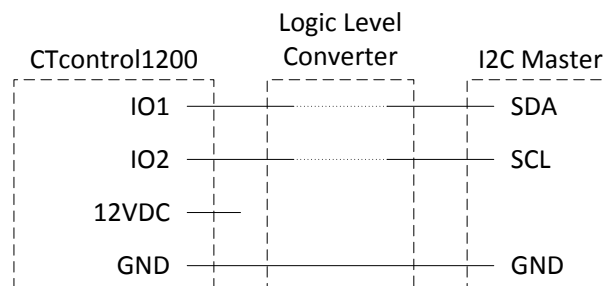 Logic Level
Converter
CTcontrol1200
I2C Master
IO1
SDA
IO2
SCL
12VDC
GND
GND